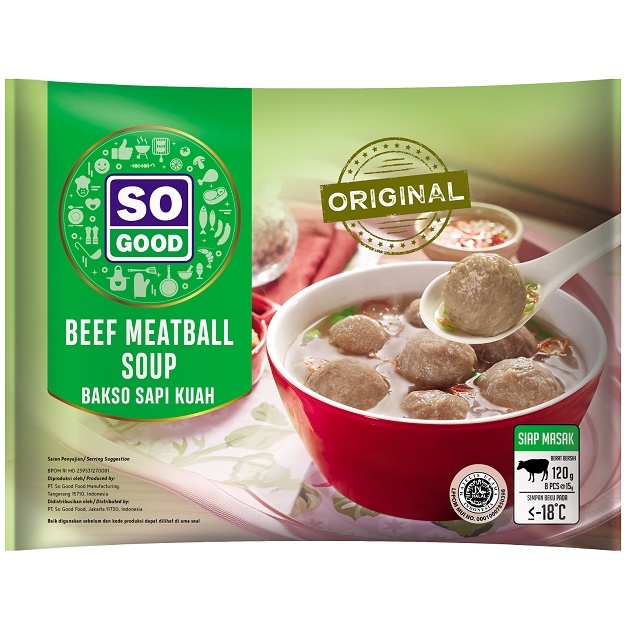 SO
GOOD
BEEF MEATBALL
SOUP
BAKSO SAPI KUAH
ORIGINAL
Saran Penyajian/ Serving Suggestion
BPOM RI MD 239531270081
Diproduksi oleh/ Produced by:
PT. So Good Food Manufacturing,
Tangerang 15710, Indonesia
Didistribusikan oleh/ Distributed by:
PT. So Good Food, Jakarta 11730, Indonesia
Baik digunakan sebelum dan kode produksi dapat dilihat di area seal
HALAL
SIAP MASAK
BERAT BERSIH
120g
8 PCS @ 15g
SIMPAN BEKU PADA
≤-18°C